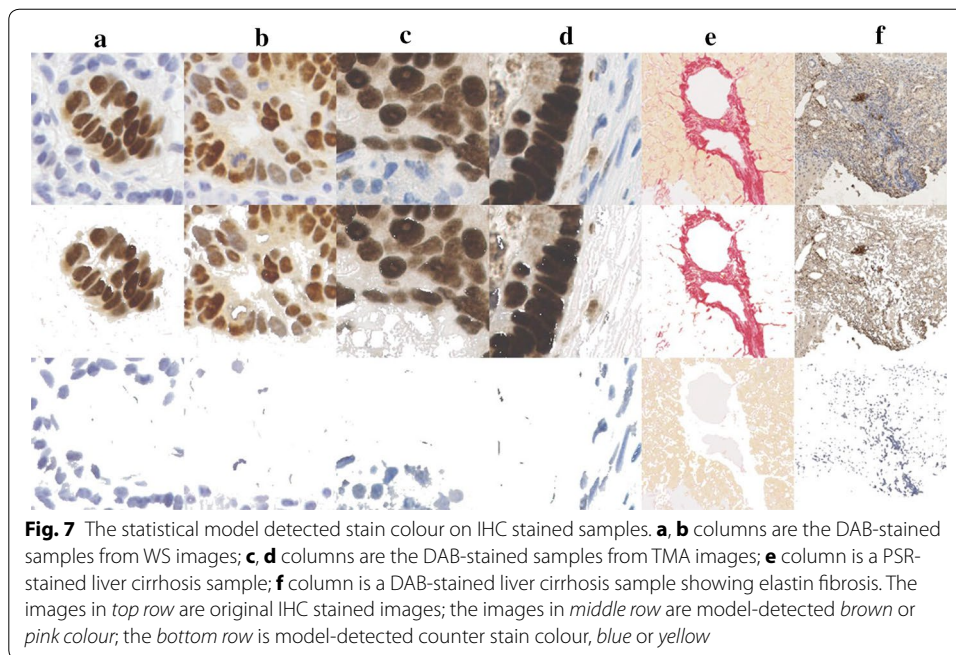 a b c d e f
Fig. 7 The statistical model detected stain colour on IHC stained samples. a, b columns are the DAB-stained
samples from WS images; c, d columns are the DAB-stained samples from TMA images; e column is a PSR-
stained liver cirrhosis sample; f column is a DAB-stained liver cirrhosis sample showing elastin fibrosis. The
images in top row are original IHC stained images; the images in middle row are model-detected brown or
pink colour; the bottom row is model-detected counter stain colour, blue or yellow